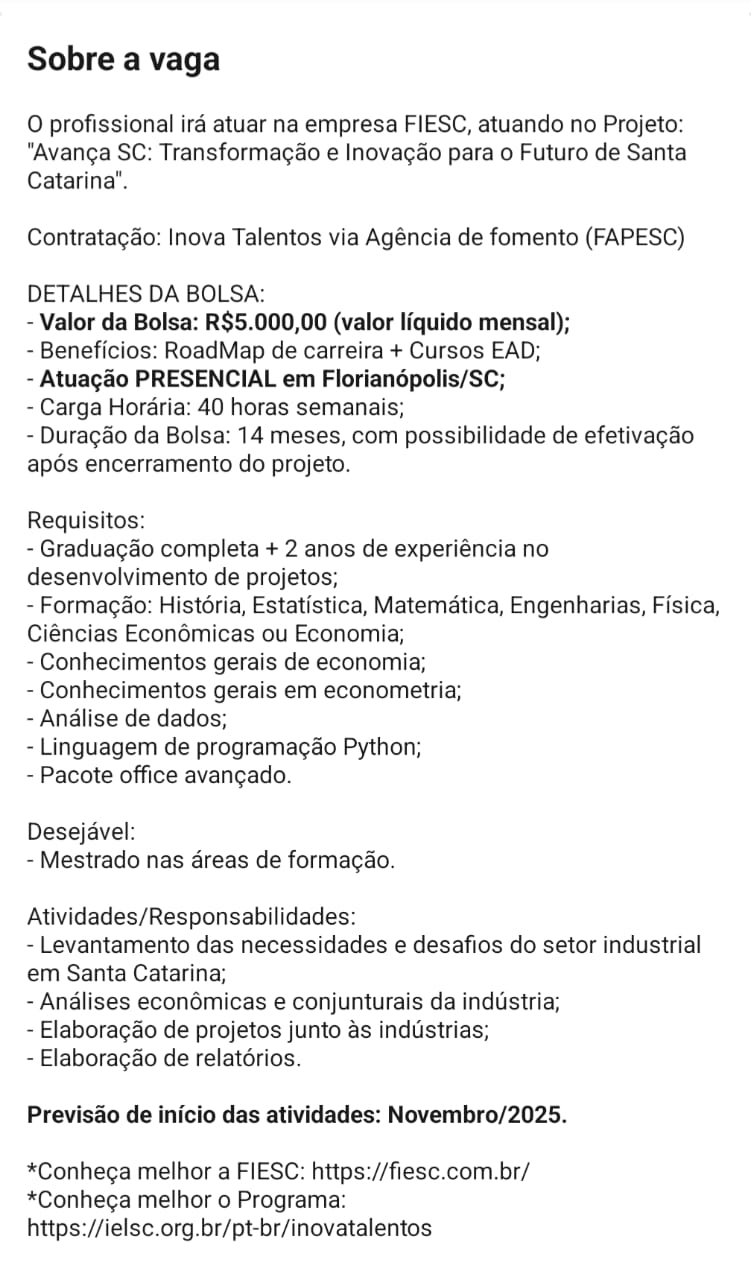 Sobre a vaga
O profissional irá atuar na empresa FIESC, atuando no Projeto:
"Avança SC: Transformação e Inovação para o Futuro de Santa
Catarina".
Contratação: Inova Talentos via Agência de fomento (FAPESC)
DETALHES DA BOLSA:
- Valor da Bolsa: R$5.000,00 (valor líquido mensal);
- Benefícios: RoadMap de carreira + Cursos EAD;
- Atuação PRESENCIAL em Florianópolis/SC;
- Carga Horária: 40 horas semanais;
- Duração da Bolsa: 14 meses, com possibilidade de efetivação
após encerramento do projeto.
Requisitos:
- Graduação completa + 2 anos de experiência no
desenvolvimento de projetos;
- Formação: História, Estatística, Matemática, Engenharias, Física,
Ciências Econômicas ou Economia;
- Conhecimentos gerais de economia;
- Conhecimentos gerais em econometria;
- Análise de dados;
- Linguagem de programação Python;
- Pacote office avançado.
Desejável:
- Mestrado nas áreas de formação.
Atividades/Responsabilidades:
- Levantamento das necessidades e desafios do setor industrial
em Santa Catarina;
- Análises econômicas e conjunturais da indústria;
- Elaboração de projetos junto às indústrias;
- Elaboração de relatórios.
Previsão de início das atividades: Novembro/2025.
*Conheça melhor a FIESC: https://fiesc.com.br/
*Conheça melhor o Programa:
https://ielsc.org.br/pt-br/inovatalentos